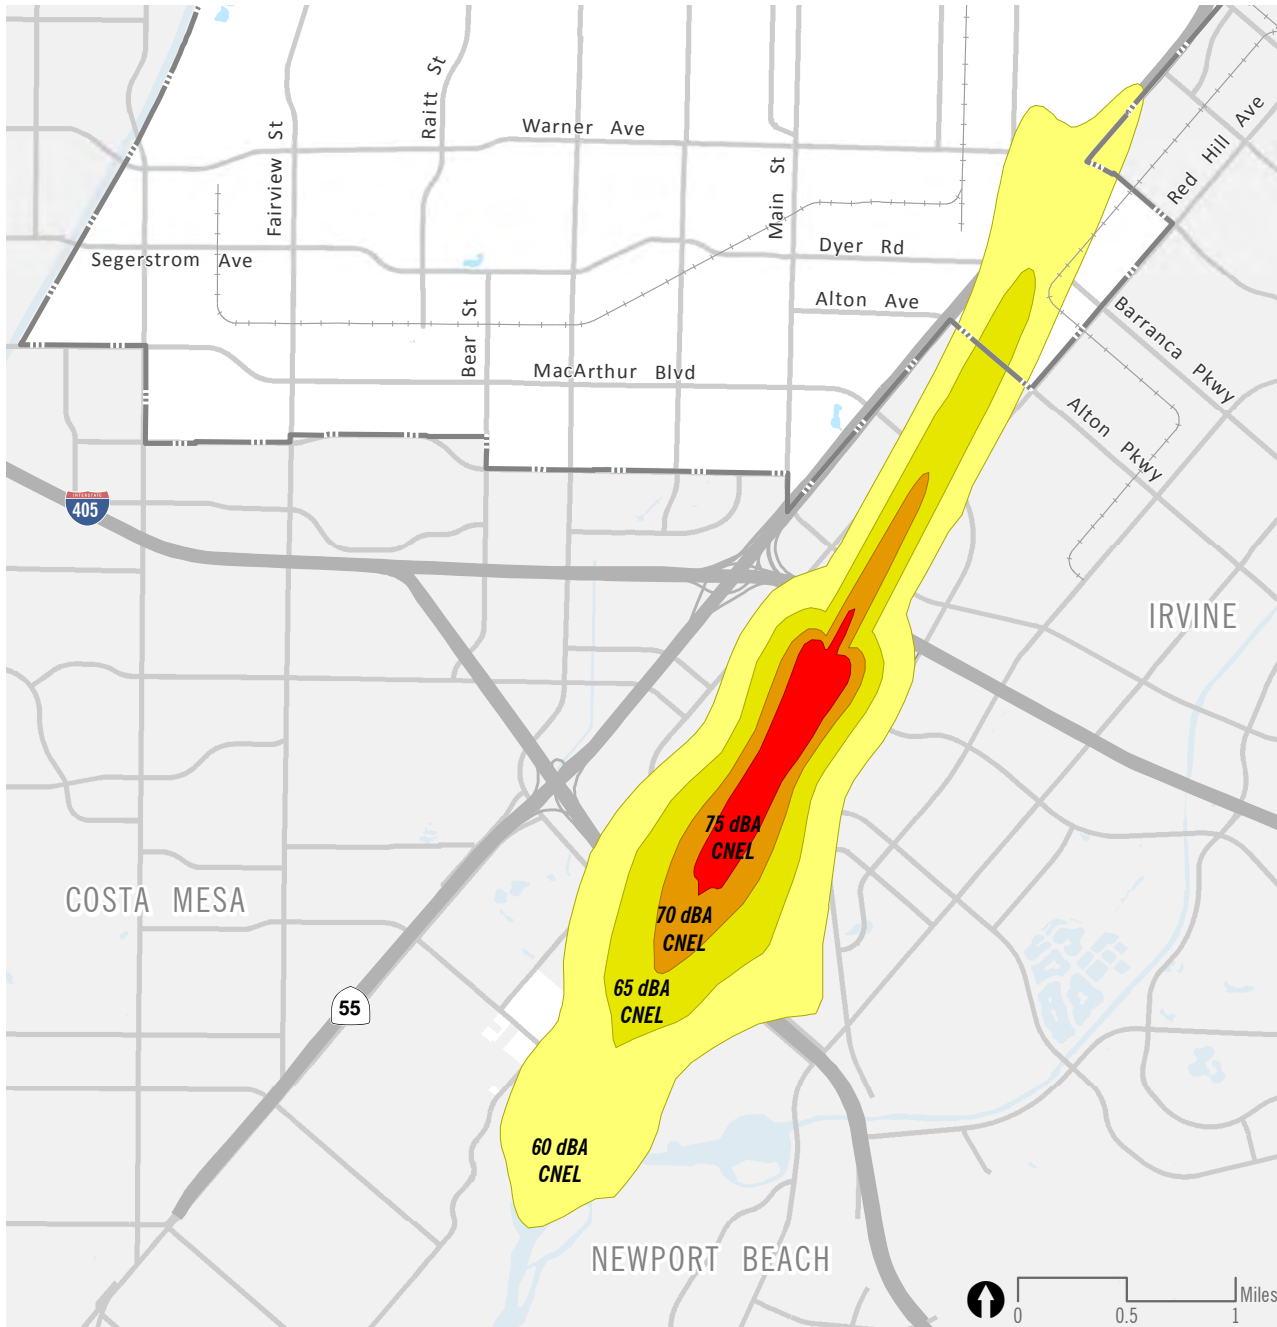 Warner Ave
Raitt St
Fairview St
Main St
Red Hill Ave
Dyer Rd
Segerstrom Ave
Alton Ave
Bear St
Barranca Pkwy
MacArthur Blvd
Alton Pkwy
INTERSTATE
405
IRVINE
75 dBA
CNEL
COSTA MESA
70 dBA
CNEL
65 dBA
CNEL
55
60 dBA
CNEL
NEWPORT BEACH
Miles
0 0.5 1